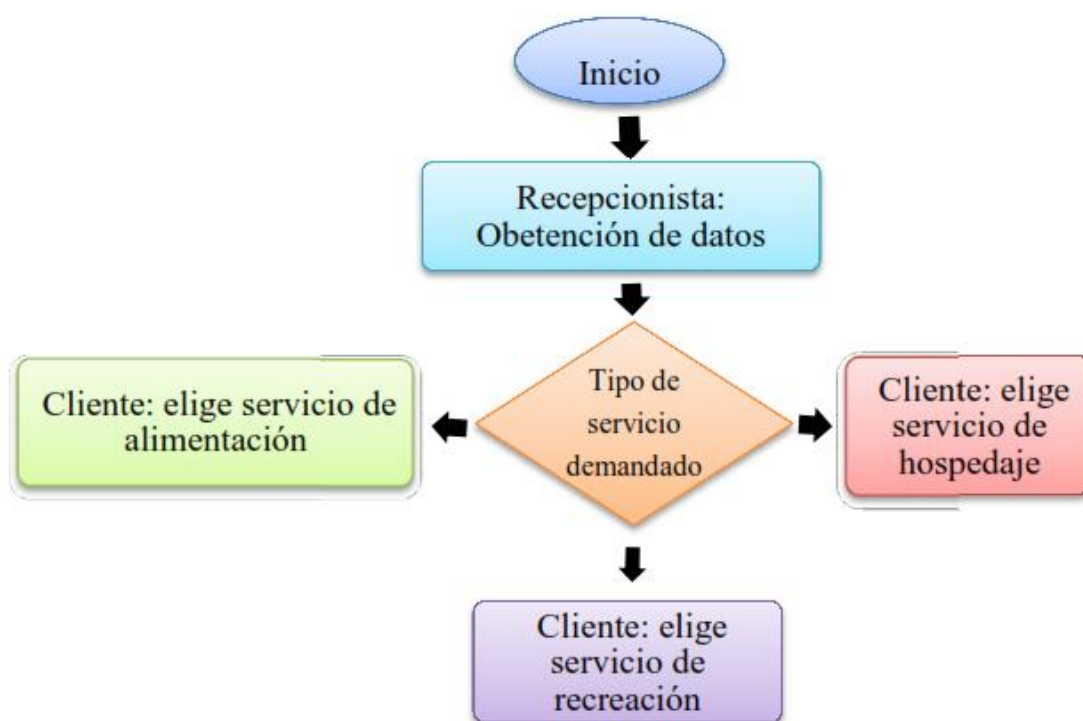 Inicio
Recepcionista:
Obetención de datos
Tipo de
servicio
demandado
Cliente: elige servicio de
alimentación
Cliente: elige
servicio de
hospedaje
Cliente: elige
servicio de
recreación